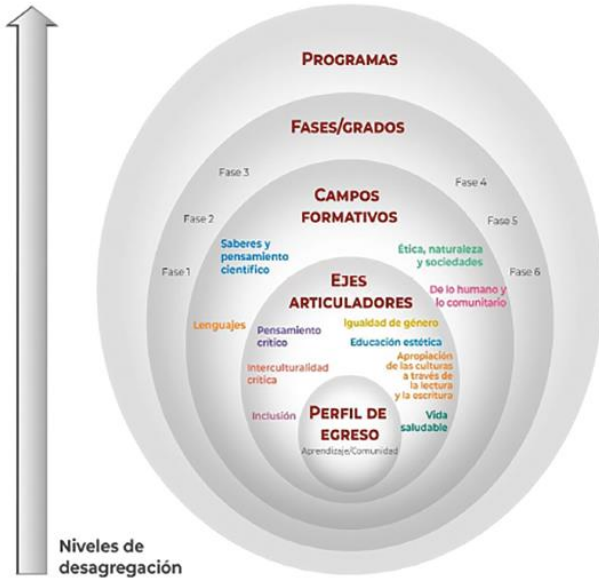 PROGRAMAS
FASES/GRADOS
Fase 3
Fase 4
CAMPOS
FORMATIVOS
Fase 2
Fase 5
Saberes y
pensamiento
científico
Ética, naturaleza
y sociedades
Fase 1
Fase 6
EJES
ARTICULADORES
De lo humano y
lo comunitario
Lenguajes
Pensamiento
crítico
Igualdad de género
Educación estética
Interculturalidad
crítica
Apropiación
de las culturas
a través de
la lectura
y la escritura
Inclusión
Vida
saludable
PERFIL DE
EGRESO
Aprendizaje/Comunidad
Niveles de
desagregación